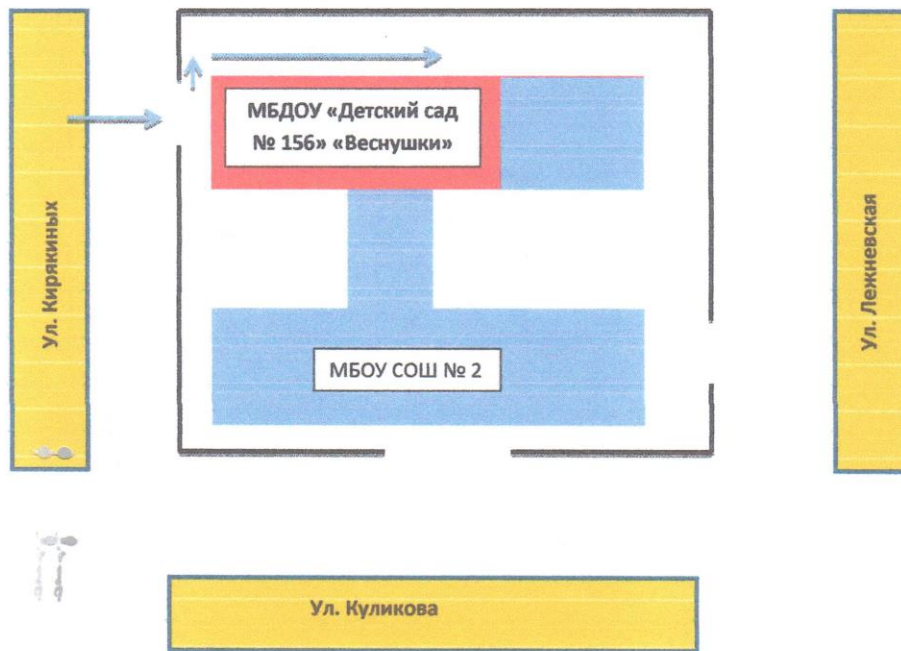 МБДОУ «Детский сад
№ 156» «Веснушки»
Ул. Кирякиных
Ул. Лежневская
МБОУ СОШ № 2
Ул. Куликова